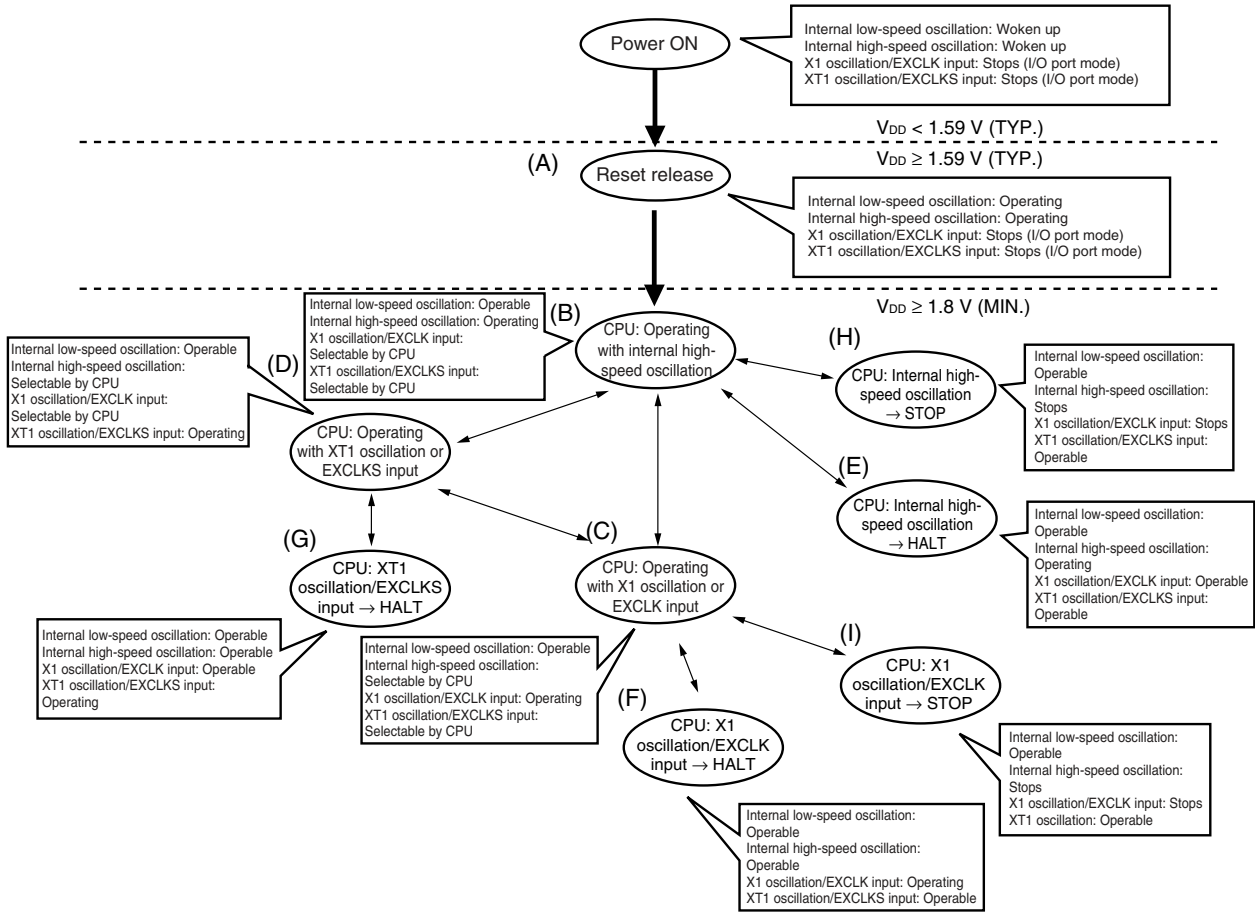 Power ON
Internal low-speed oscillation: Woken up
Internal high-speed oscillation: Woken up
X1 oscillation/EXCLK input: Stops (I/O port mode)
XT1 oscillation/EXCLKS input: Stops (I/O port mode)
VDD < 1.59 V (TYP.)
VDD ≥ 1.59 V (TYP.)
(A)
Reset release
Internal low-speed oscillation: Operating
Internal high-speed oscillation: Operating
X1 oscillation/EXCLK input: Stops (I/O port mode)
XT1 oscillation/EXCLKS input: Stops (I/O port mode)
VDD ≥ 1.8 V (MIN.)
(B)
CPU: Operating
with internal high-
speed oscillation
Internal low-speed oscillation: Operable
Internal high-speed oscillation: Operating
X1 oscillation/EXCLK input:
Selectable by CPU
XT1 oscillation/EXCLKS input:
Selectable by CPU
(D)
CPU: Operating
with XT1 oscillation or
EXCLKS input
Internal low-speed oscillation: Operable
Internal high-speed oscillation:
Selectable by CPU
X1 oscillation/EXCLK input:
Selectable by CPU
XT1 oscillation/EXCLKS input: Operating
(H)
CPU: Internal high-
speed oscillation
→ STOP
Internal low-speed oscillation:
Operable
Internal high-speed oscillation:
Stops
X1 oscillation/EXCLK input: Stops
XT1 oscillation/EXCLKS input:
Operable
(E)
CPU: Internal high-
speed oscillation
→ HALT
Internal low-speed oscillation:
Operable
Internal high-speed oscillation:
Operating
X1 oscillation/EXCLK input: Operable
XT1 oscillation/EXCLKS input:
Operable
(G)
CPU: XT1
oscillation/EXCLKS
input → HALT
Internal low-speed oscillation: Operable
Internal high-speed oscillation: Operable
X1 oscillation/EXCLK input: Operable
XT1 oscillation/EXCLKS input:
Operating
(C)
CPU: Operating
with X1 oscillation or
EXCLK input
Internal low-speed oscillation: Operable
Internal high-speed oscillation:
Selectable by CPU
X1 oscillation/EXCLK input: Operating
XT1 oscillation/EXCLKS input:
Selectable by CPU
(I)
CPU: X1
oscillation/EXCLK
input → STOP
Internal low-speed oscillation:
Operable
Internal high-speed oscillation:
Stops
X1 oscillation/EXCLK input: Stops
XT1 oscillation: Operable
(F)
CPU: X1
oscillation/EXCLK
input → HALT
Internal low-speed oscillation:
Operable
Internal high-speed oscillation:
Operable
X1 oscillation/EXCLK input: Operating
XT1 oscillation/EXCLKS input: Operable